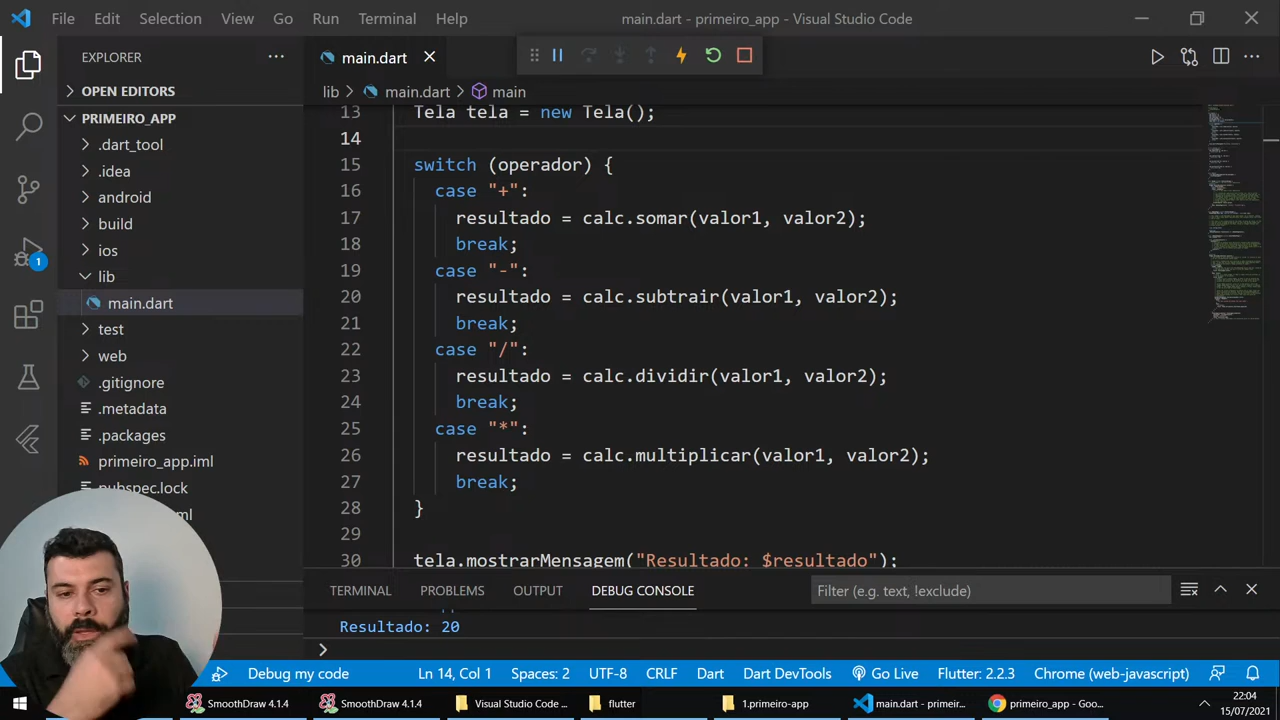 File Edit Selection View Go Run Terminal Help main.dart - primeiro_app - Visual Studio Code
EXPLORER
OPEN EDITORS
PRIMEIRO_APP
.dart_tool
.idea
android
build
ios
lib
main.dart
test
web
.gitignore
.metadata
.packages
primeiro_app.iml
pubspec.lock
1
main.dart
lib > main.dart > main
13 Tela tela = new Tela();
14
15 switch (operador) {
16 case "+":
17 resultado = calc.somar(valor1, valor2);
18 break;
19 case "-":
20 resultado = calc.subtrair(valor1, valor2);
21 break;
22 case "/":
23 resultado = calc.dividir(valor1, valor2);
24 break;
25 case "*":
26 resultado = calc.multiplicar(valor1, valor2);
27 break;
28 }
29
30 tela.mostrarMensagem("Resultado: $resultado");
TERMINAL PROBLEMS OUTPUT DEBUG CONSOLE Filter (e.g. text, !exclude)
Resultado: 20
Debug my code Ln 14, Col 1 Spaces: 2 UTF-8 CRLF Dart Dart DevTools Go Live Flutter: 2.2.3 Chrome (web-javascript)
SmoothDraw 4.1.4 SmoothDraw 4.1.4 Visual Studio Code ... flutter 1.primeiro-app main.dart - primeir... primeiro_app - Goo...
22:04
15/07/2021